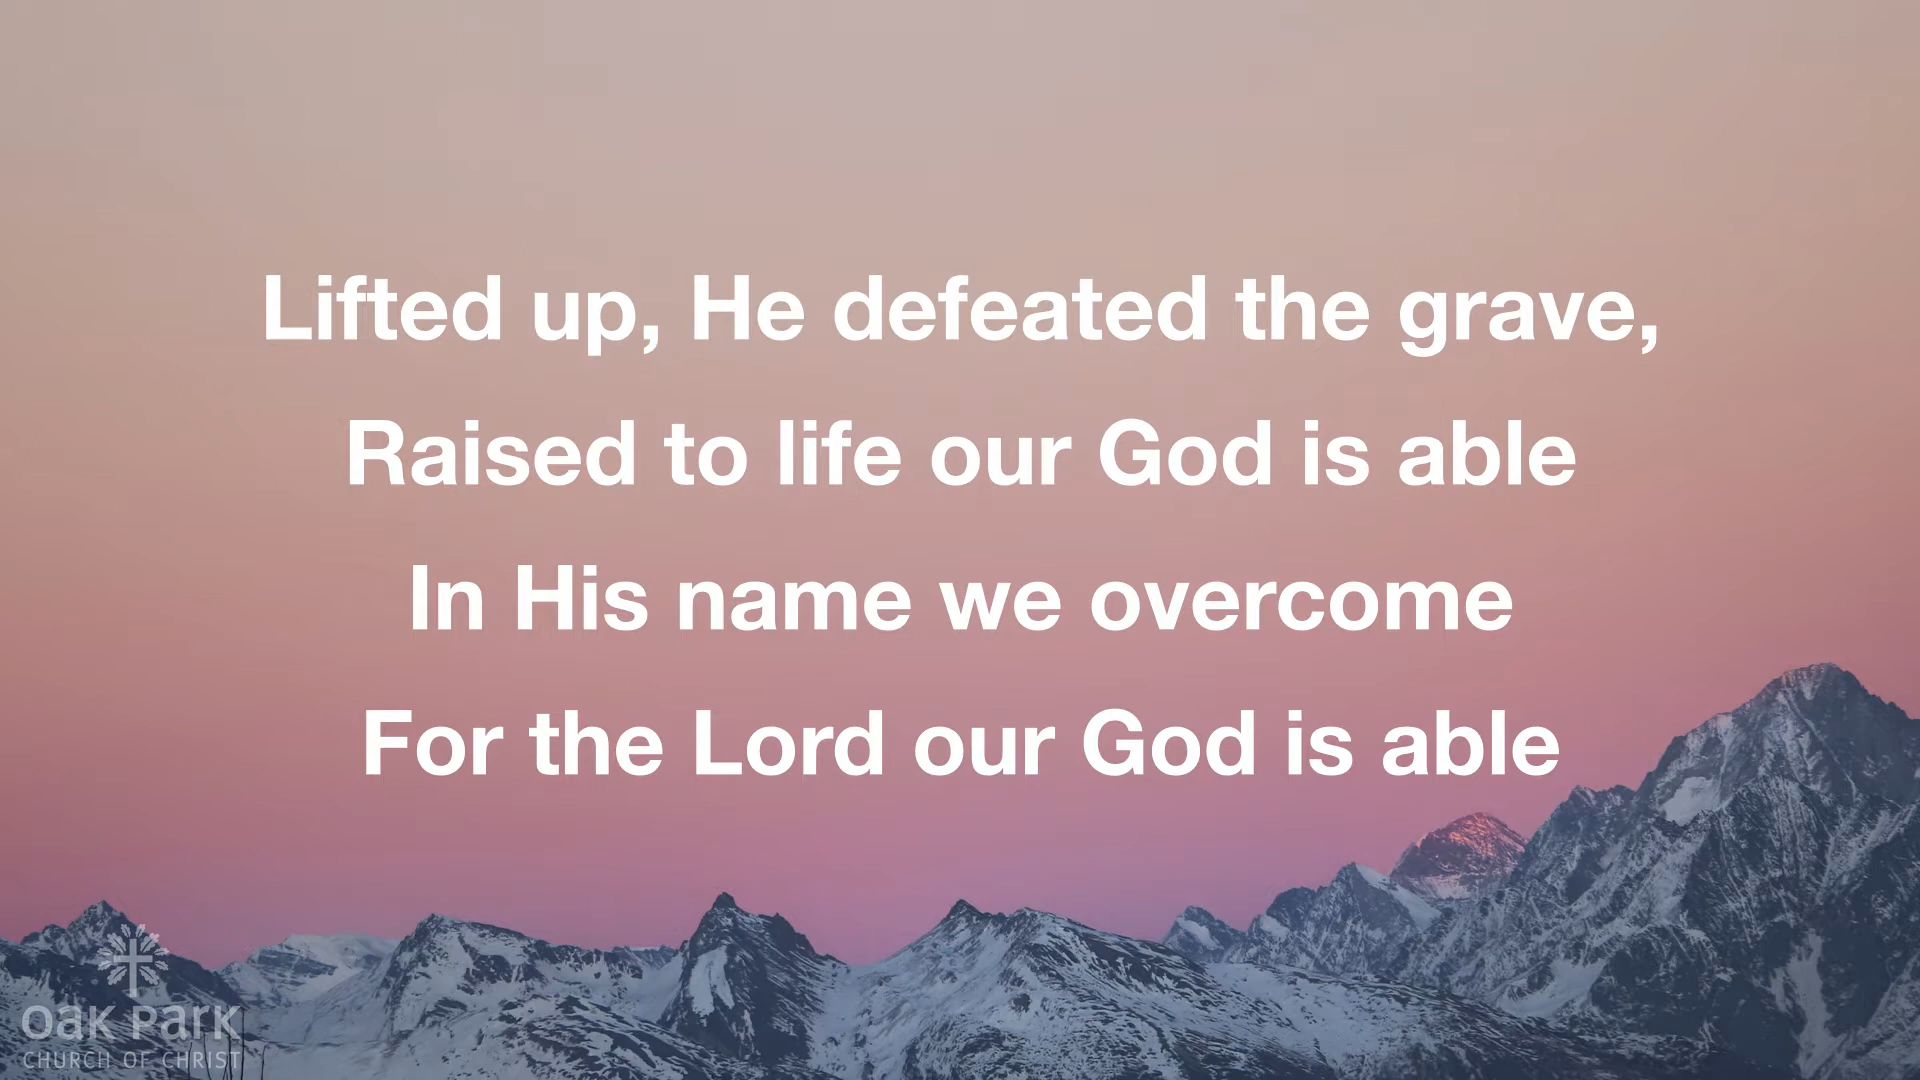 Lifted up, He defeated the grave,
Raised to life our God is able
In His name we overcome
For the Lord our God is able
Oak Park
CHURCH OF CHRIST